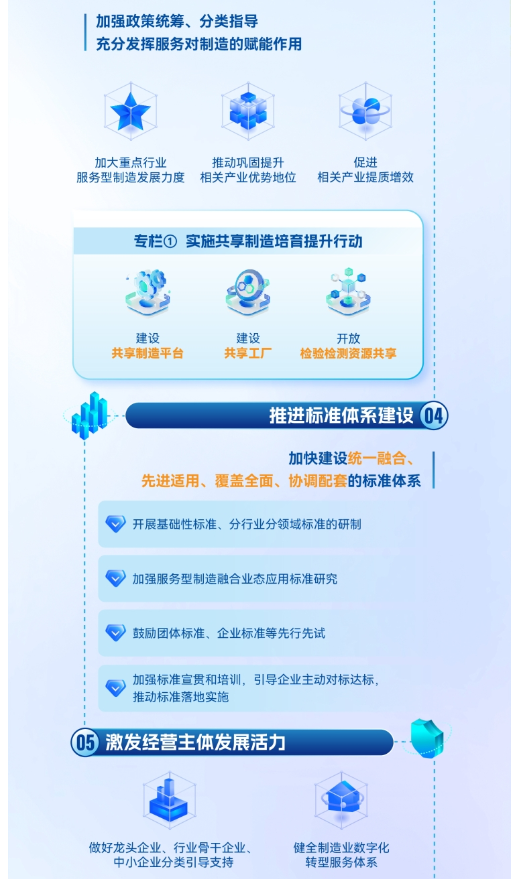 加强政策统筹、分类指导
充分发挥服务对制造的赋能作用
加大重点行业
服务型制造发展力度
推动巩固提升
相关产业优势地位
促进
相关产业提质增效
专栏① 实施共享制造培育提升行动
建设
共享制造平台
建设
共享工厂
开放
检验检测资源共享
推进标准体系建设 04
加快建设统一融合、
先进适用、覆盖全面、协调配套的标准体系
开展基础性标准、分行业分领域标准的研制
加强服务型制造融合业态应用标准研究
鼓励团体标准、企业标准等先行先试
加强标准宣贯和培训，引导企业主动对标达标，
推动标准落地实施
05 激发经营主体发展活力
做好龙头企业、行业骨干企业、
中小企业分类引导支持
健全制造业数字化
转型服务体系